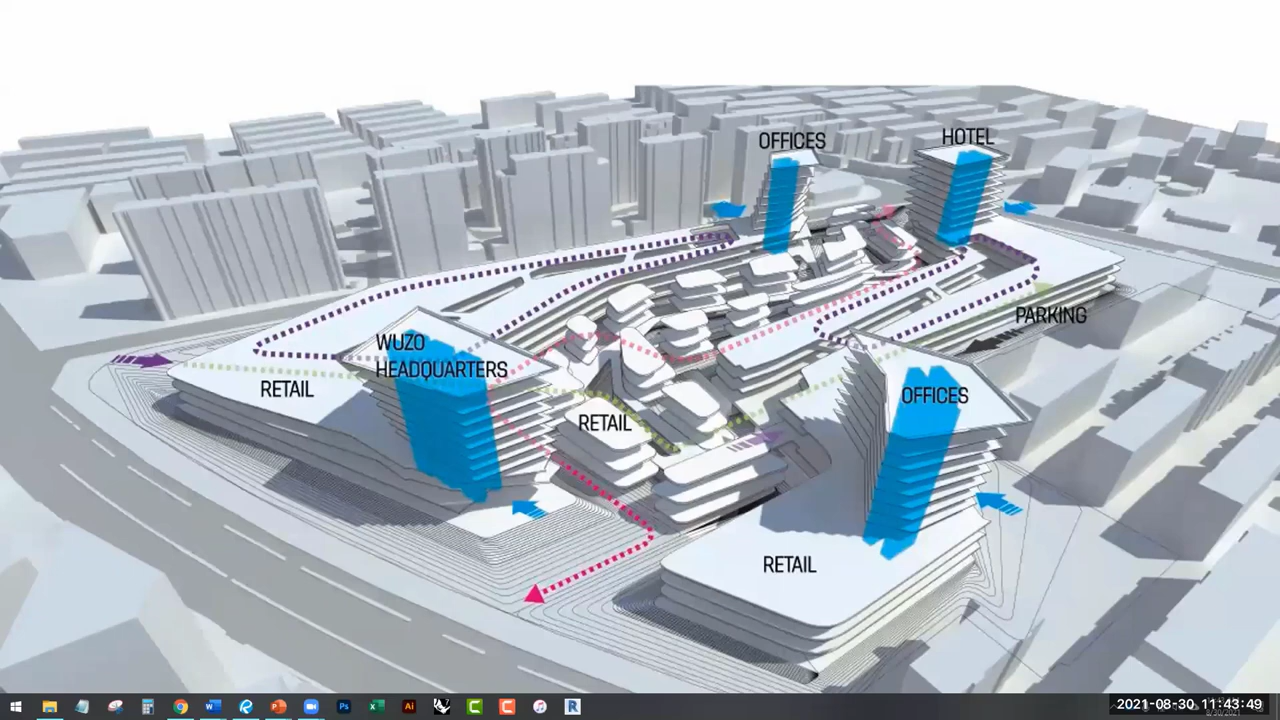 OFFICES
HOTEL
PARKING
WUZO
HEADQUARTERS
RETAIL
OFFICES
RETAIL
RETAIL
2021-08-30 11:43:49